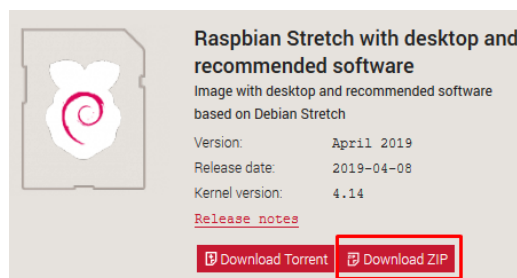 Raspbian Stretch with desktop and
recommended software
Image with desktop and recommended software
based on Debian Stretch
Version: April 2019
Release date: 2019-04-08
Kernel version: 4.14
Release notes
Download Torrent Download ZIP